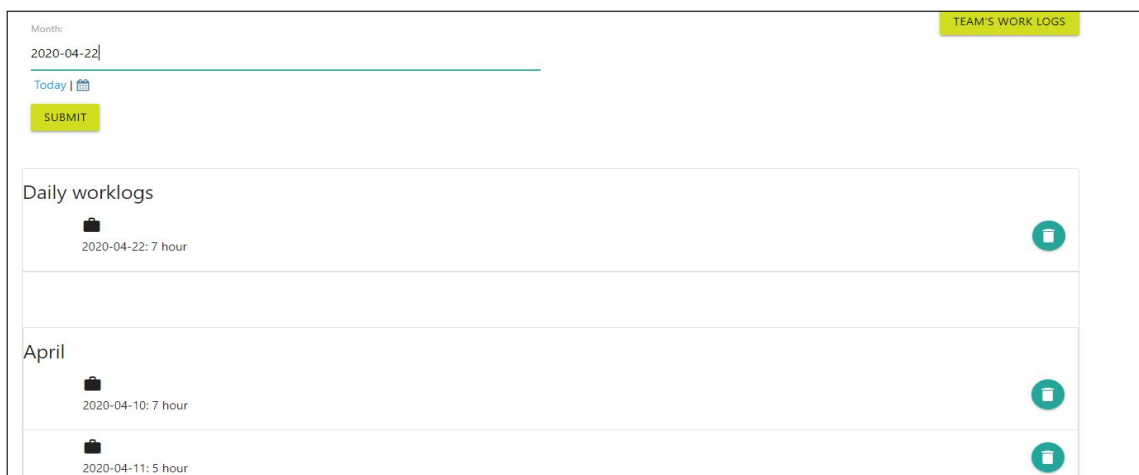 TEAM'S WORK LOGS
Month:
2020-04-22
Today |
SUBMIT
Daily worklogs
2020-04-22: 7 hour
April
2020-04-10: 7 hour
2020-04-11: 5 hour